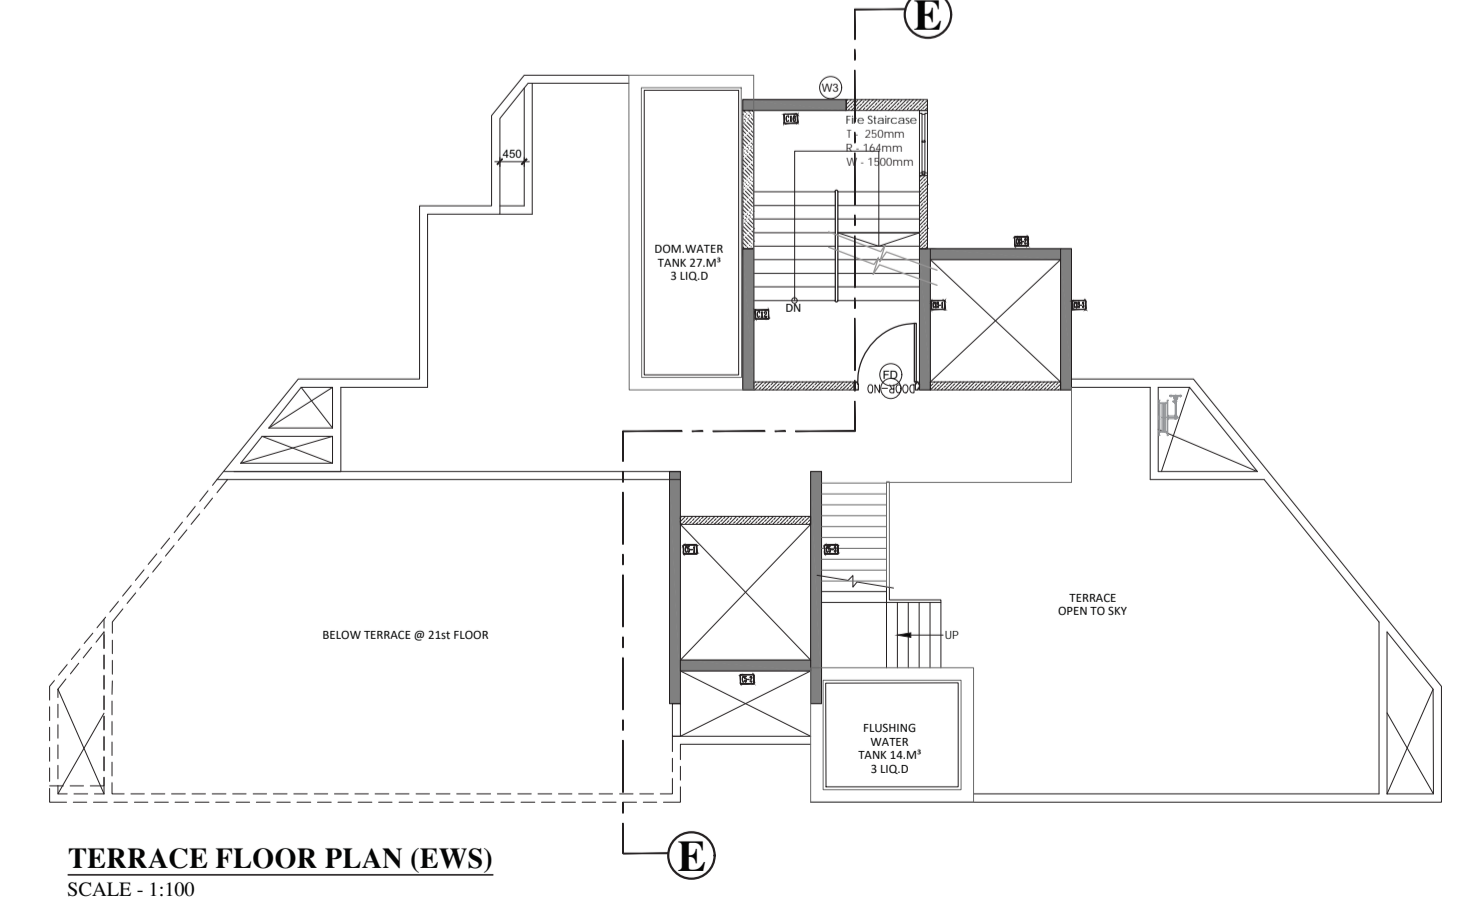 E
W3
Fire Staircase
T - 250mm
R - 164mm
W - 1500mm
450
DOM.WATER
TANK 27.M³
3 LIQ.D
DN
FD
DOOR-NO
UP
TERRACE
OPEN TO SKY
BELOW TERRACE @ 21st FLOOR
FLUSHING
WATER
TANK 14.M³
3 LIQ.D
E
TERRACE FLOOR PLAN (EWS)
SCALE - 1:100